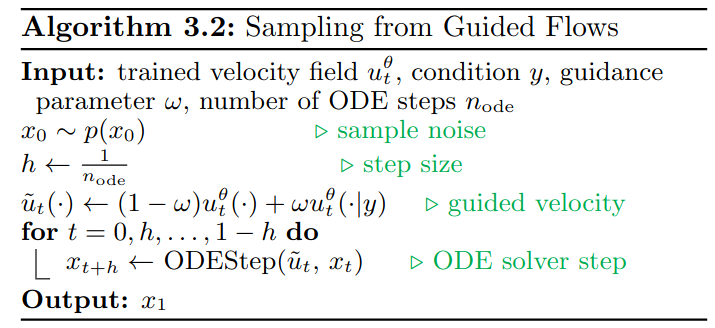 Algorithm 3.2: Sampling from Guided Flows
Input: trained velocity field $u_t^\theta$, condition $y$, guidance
parameter $\omega$, number of ODE steps $n_{\text{ode}}$
$x_0 \sim p(x_0)$ ▷ sample noise
$h \leftarrow \frac{1}{n_{\text{ode}}}$ ▷ step size
$\tilde{u}_t(\cdot) \leftarrow (1 - \omega)u_t^\theta(\cdot) + \omega u_t^\theta(\cdot|y)$ ▷ guided velocity
for $t = 0, h, \ldots, 1 - h$ do
$x_{t+h} \leftarrow \text{ODEStep}(\tilde{u}_t, x_t)$ ▷ ODE solver step
Output: $x_1$